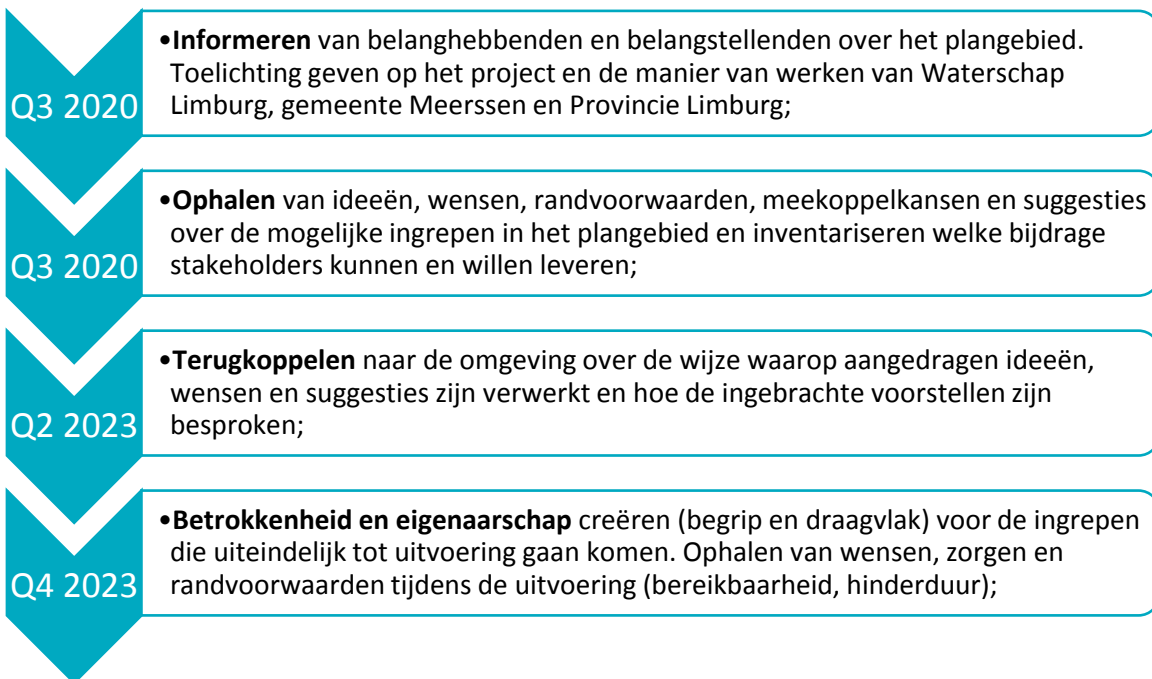 •Informeren van belanghebbenden en belangstellenden over het plangebied.
Toelichting geven op het project en de manier van werken van Waterschap
Q3 2020
Limburg, gemeente Meerssen en Provincie Limburg;
•Ophalen van ideeën, wensen, randvoorwaarden, meekoppelkansen en suggesties
over de mogelijke ingrepen in het plangebied en inventariseren welke bijdrage
Q3 2020
stakeholders kunnen en willen leveren;
•Terugkoppelen naar de omgeving over de wijze waarop aangedragen ideeën,
wensen en suggesties zijn verwerkt en hoe de ingebrachte voorstellen zijn
Q2 2023
besproken;
•Betrokkenheid en eigenaarschap creëren (begrip en draagvlak) voor de ingrepen
die uiteindelijk tot uitvoering gaan komen. Ophalen van wensen, zorgen en
Q4 2023
randvoorwaarden tijdens de uitvoering (bereikbaarheid, hinderduur);